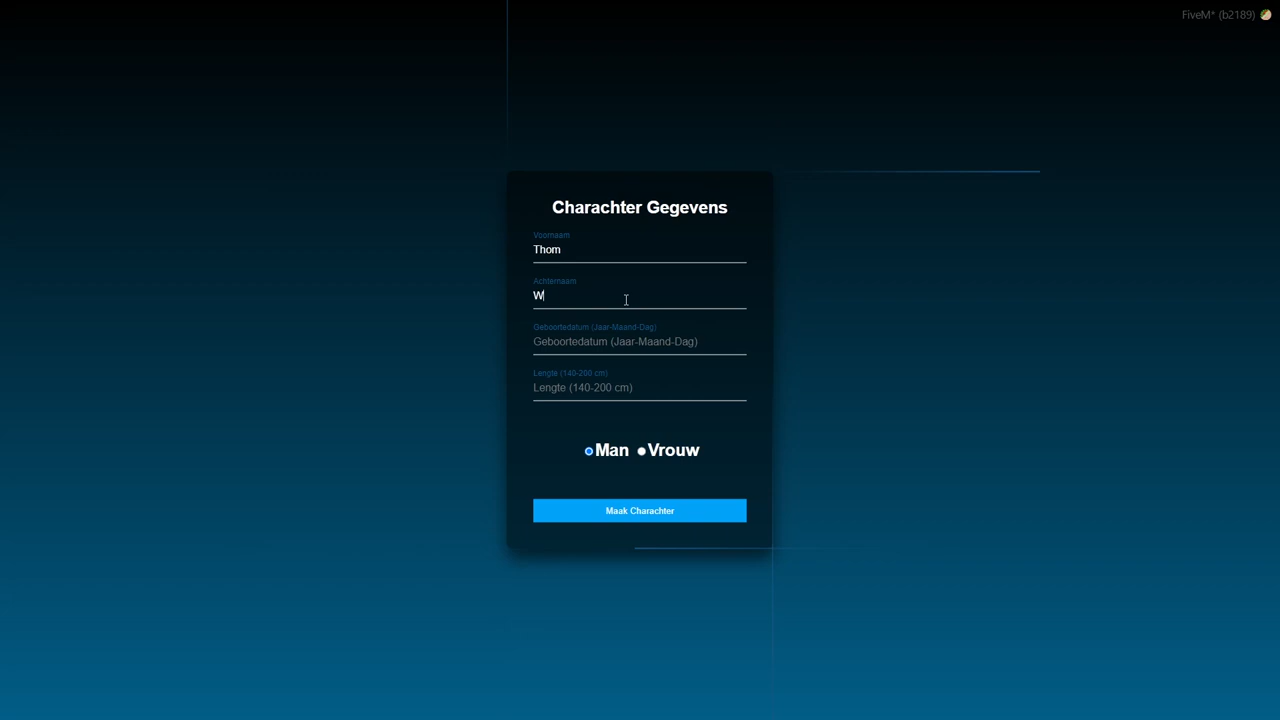 FiveM* (b2189)
Charachter Gegevens
Voornaam
Thom
Achternaam
W
Geboortedatum (Jaar-Maand-Dag)
Geboortedatum (Jaar-Maand-Dag)
Lengte (140-200 cm)
Lengte (140-200 cm)
Man Vrouw
Maak Charachter